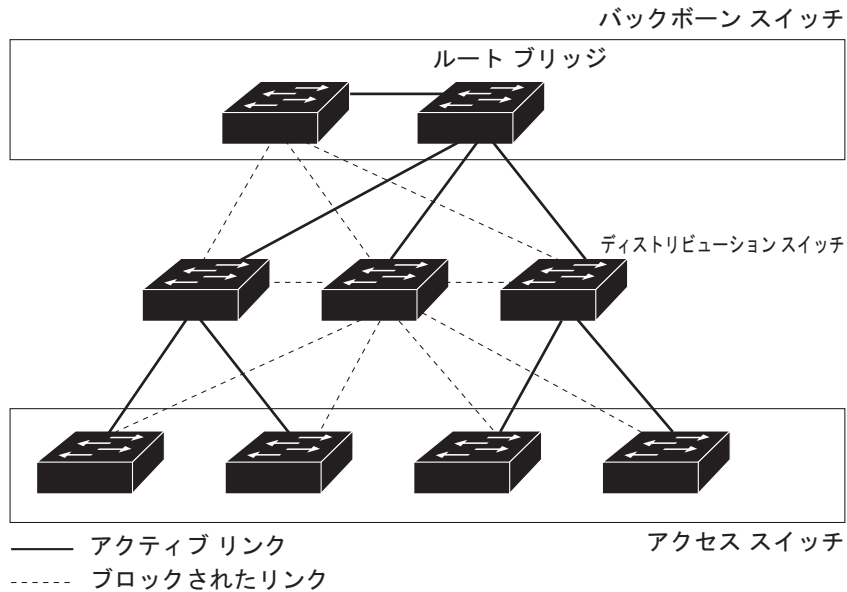 バックボーン スイッチ
ルート ブリッジ
ディストリビューション スイッチ
アクセス スイッチ
アクティブ リンク
ブロックされたリンク